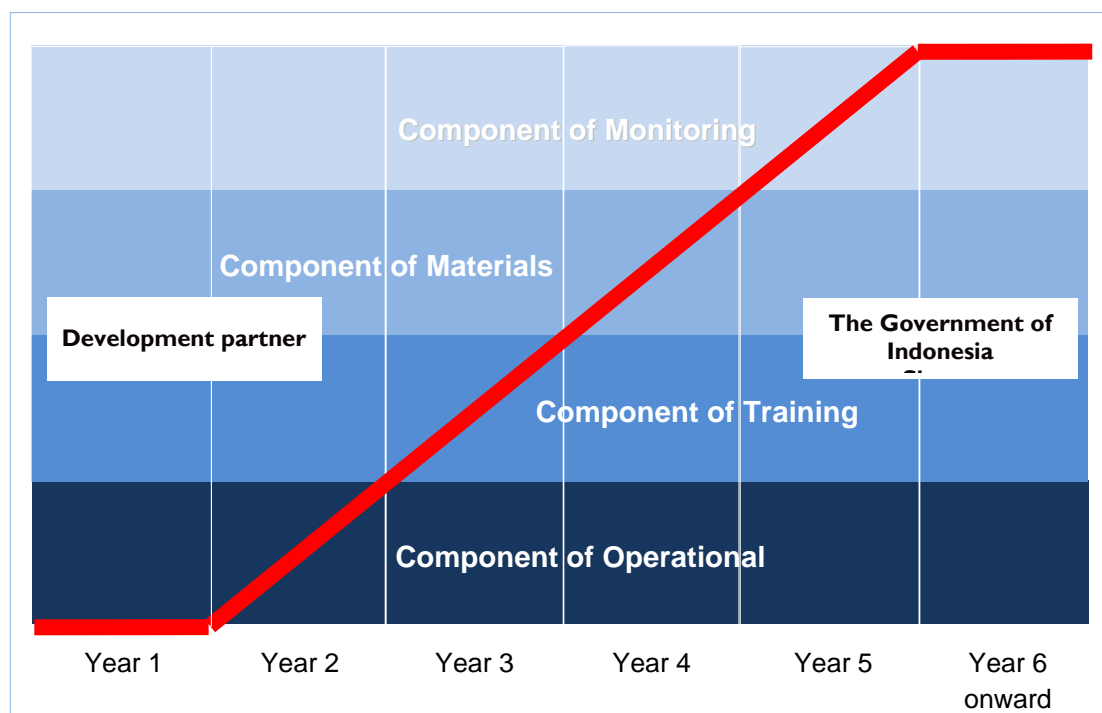 Component of Monitoring
Component of Materials
Development partner
The Government of
Indonesia
Component of Training
Component of Operational
Year 1
Year 2
Year 3
Year 4
Year 5
Year 6
onward